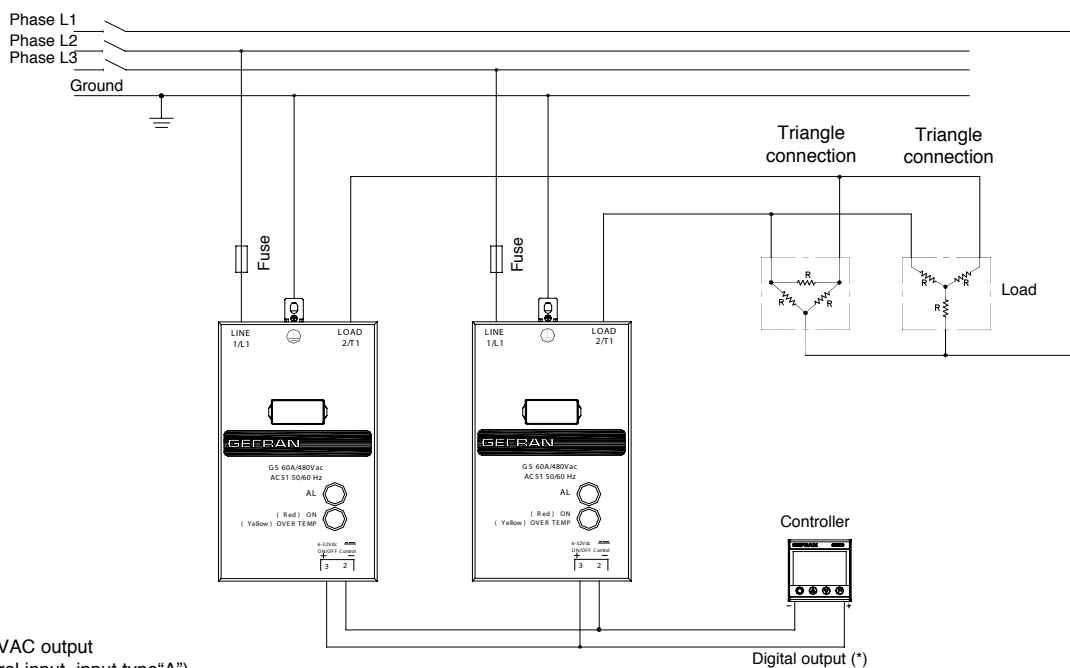 Phase L1
Phase L2
Phase L3
Ground
Triangle
connection
Triangle
connection
Fuse
Fuse
R
R
R
R
R
R
Load
LINE
1/L1
LOAD
2/T1
GEFRAN
GS 60A/480Vac
AC51 50/60 Hz
AL
( Red ) ON
( Yellow ) OVER TEMP
6-32Vdc
ON/OFF Control
+ −
3 2
LINE
1/L1
LOAD
2/T1
GEFRAN
GS 60A/480Vac
AC51 50/60 Hz
AL
( Red ) ON
( Yellow ) OVER TEMP
6-32Vdc
ON/OFF Control
+ −
3 2
Controller
GEFRAN
− +
Digital output (*)
VAC output
input, input type“A”)